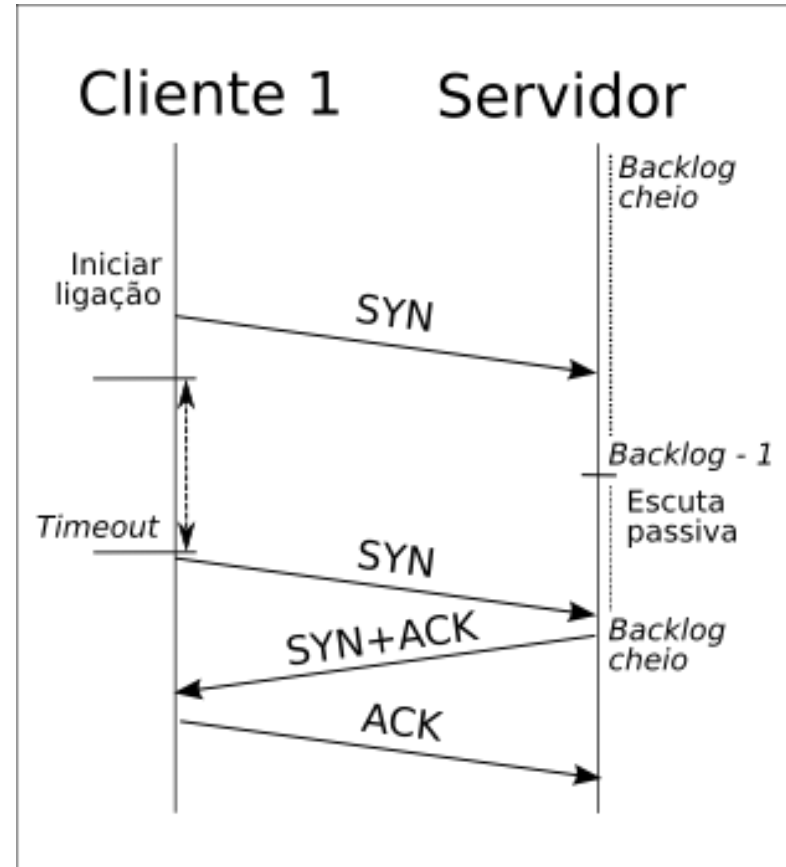 Cliente 1
Servidor
Backlog
cheio
Iniciar
ligação
SYN
Backlog - 1
Escuta
passiva
Timeout
SYN
SYN+ACK
Backlog
cheio
ACK